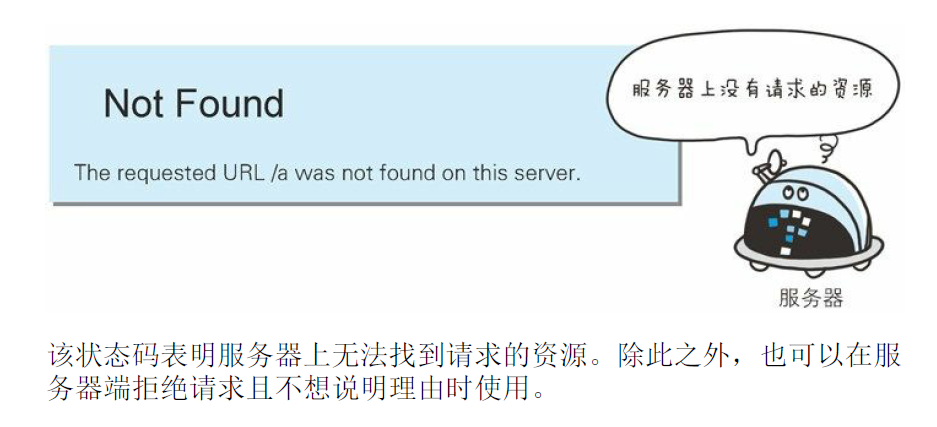 服务器上没有请求的资源
Not Found
The requested URL /a was not found on this server.
服务器
该状态码表明服务器上无法找到请求的资源。除此之外，也可以在服
务器端拒绝请求且不想说明理由时使用。